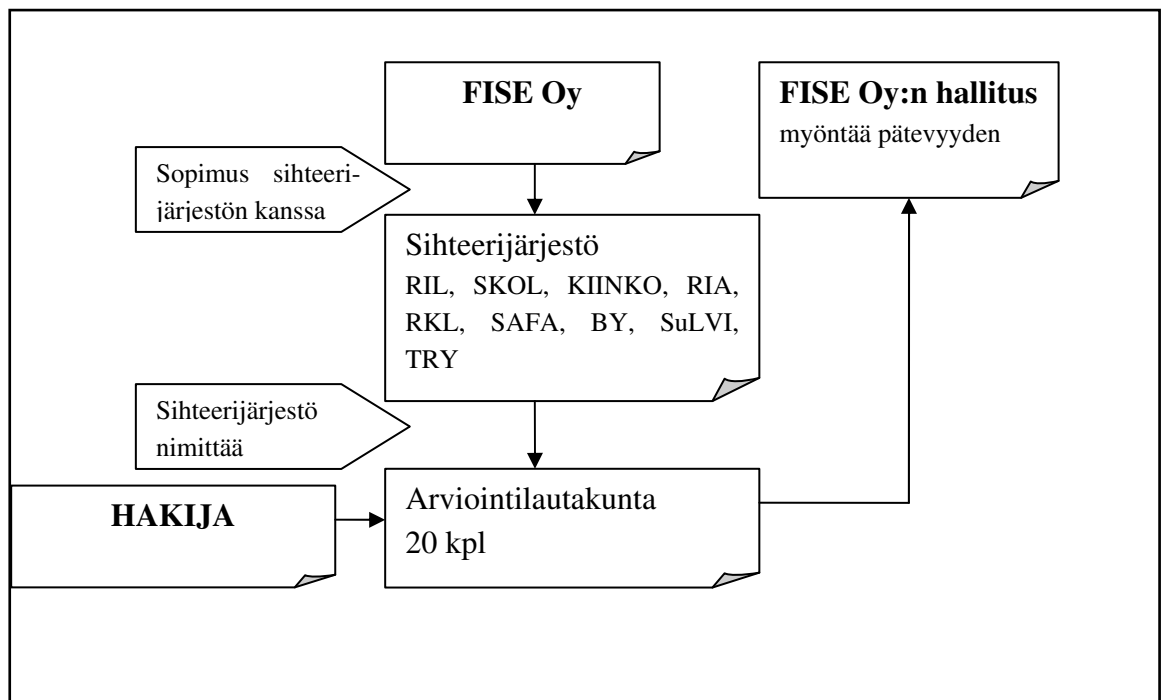 FISE Oy
FISE Oy:n hallitus
myöntää pätevyyden
Sopimus sihteeri-
järjestön kanssa
Sihteerijärjestö
RIL, SKOL, KIINKO, RIA,
RKL, SAFA, BY, SuLVI,
TRY
Sihteerijärjestö
nimittää
HAKIJA
Arviointilautakunta
20 kpl